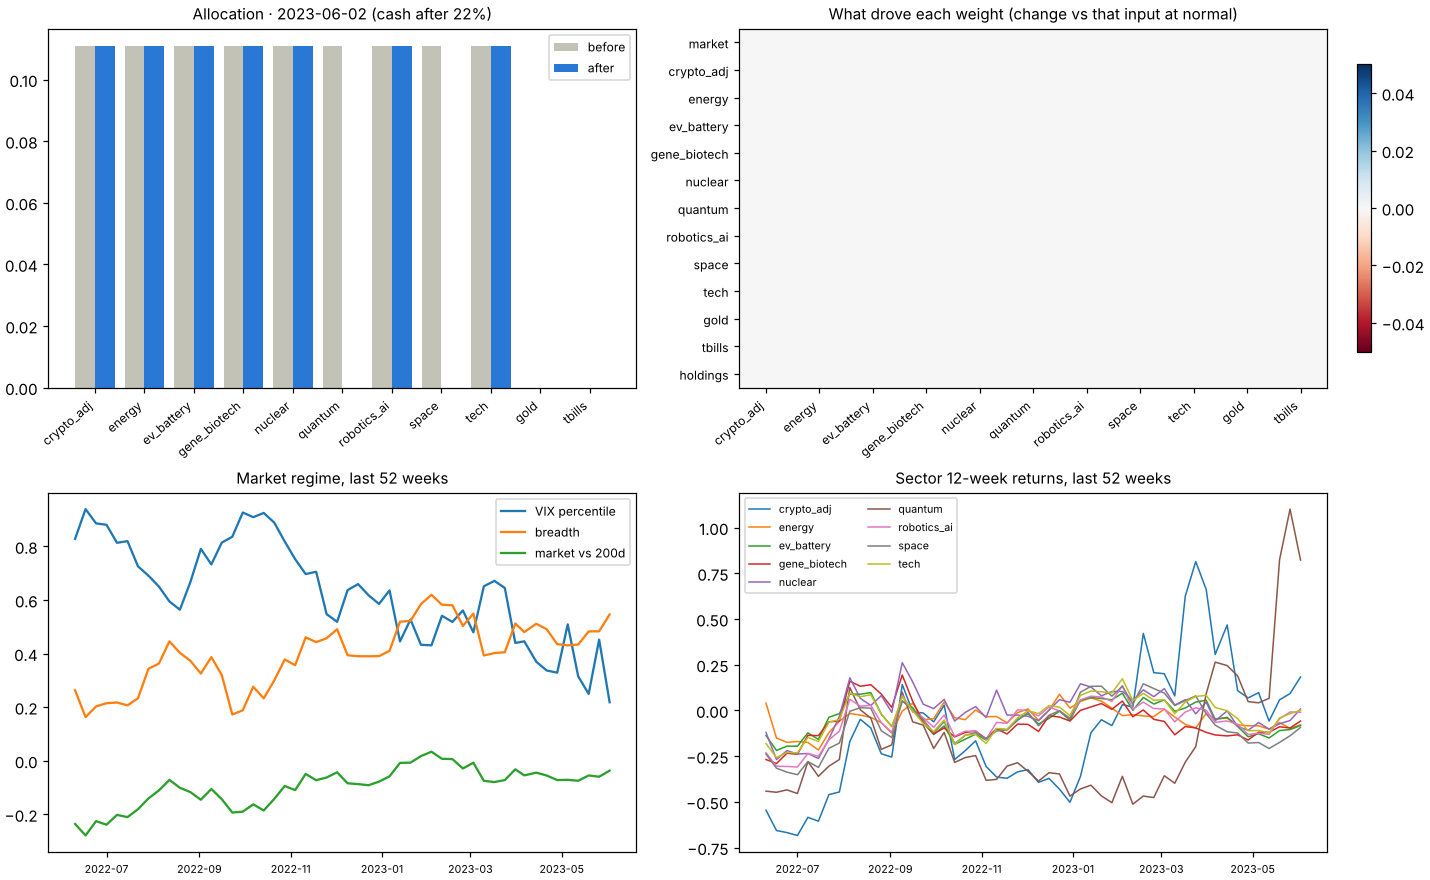 Allocation · 2023-06-02 (cash after 22%)
before
after
0.10
0.08
0.06
0.04
0.02
0.00
crypto_adj
energy
ev_battery
gene_biotech
nuclear
quantum
robotics_ai
space
tech
gold
tbills
What drove each weight (change vs that input at normal)
market
crypto_adj
energy
ev_battery
gene_biotech
nuclear
quantum
robotics_ai
space
tech
gold
tbills
holdings
crypto_adj
energy
ev_battery
gene_biotech
nuclear
quantum
robotics_ai
space
tech
gold
tbills
0.04
0.02
0.00
−0.02
−0.04
Market regime, last 52 weeks
VIX percentile
breadth
market vs 200d
0.8
0.6
0.4
0.2
0.0
−0.2
2022-07
2022-09
2022-11
2023-01
2023-03
2023-05
Sector 12-week returns, last 52 weeks
crypto_adj
energy
ev_battery
gene_biotech
nuclear
quantum
robotics_ai
space
tech
1.00
0.75
0.50
0.25
0.00
−0.25
−0.50
−0.75
2022-07
2022-09
2022-11
2023-01
2023-03
2023-05